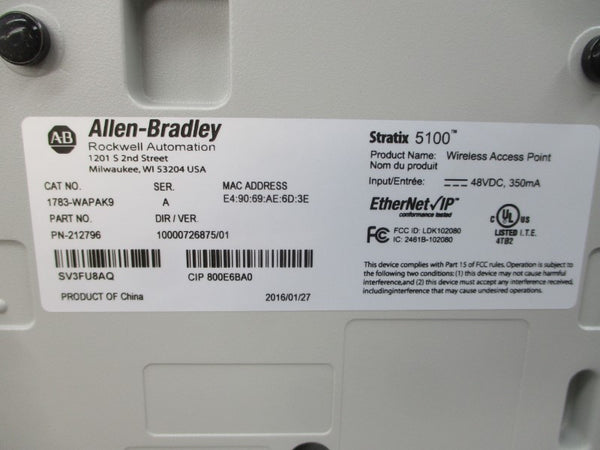 A-B
Allen-Bradley
Rockwell Automation
1201 S 2nd Street
Milwaukee, WI 53204 USA
CAT NO. SER. MAC ADDRESS
1783-WAPAK9 A E4:90:69:AE:6D:3E
PART NO. DIR / VER.
PN-212796 10000726875/01
SV3FU8AQ CIP 800E6BA0
PRODUCT OF China 2016/01/27
Stratix 5100™
Product Name: Wireless Access Point
Nom du produit
Input/Entrée: 48VDC, 350mA
EtherNet/IP™
conformance tested
FC FCC ID: LDK102080
IC: 2461B-102080
c UL US
LISTED I.T.E.
4TB2
This device complies with Part 15 of FCC rules. Operation is subject to
the following two conditions: (1) this device may not cause harmful
interference,and (2) this device must accept any interference received,
includinginterference that may cause undesired operations.